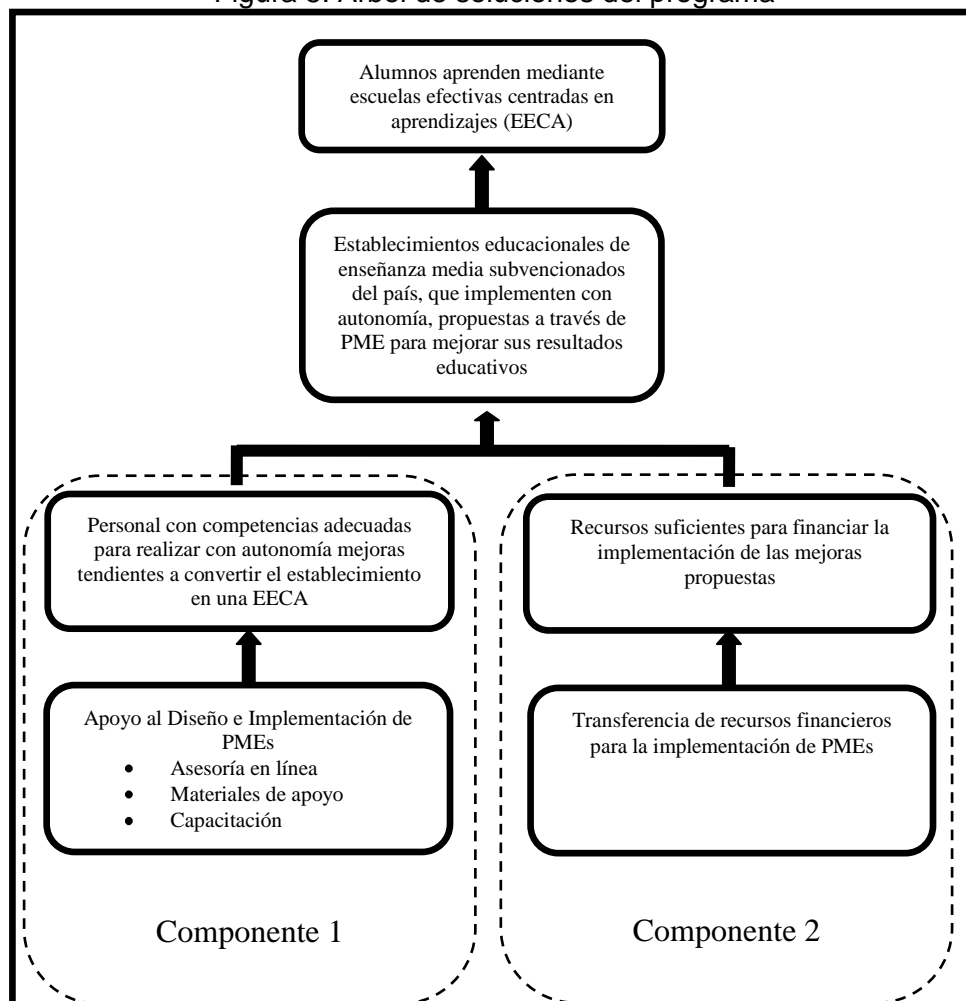 Figura 3. Árbol de soluciones del programa
Alumnos aprenden mediante
escuelas efectivas centradas en
aprendizajes (EECA)
Establecimientos educacionales de
enseñanza media subvencionados
del país, que implementen con
autonomía, propuestas a través de
PME para mejorar sus resultados
educativos
Personal con competencias adecuadas
para realizar con autonomía mejoras
tendientes a convertir el establecimiento
en una EECA
Recursos suficientes para financiar la
implementación de las mejoras
propuestas
Apoyo al Diseño e Implementación de
PMEs
• Asesoría en línea
• Materiales de apoyo
• Capacitación
Transferencia de recursos financieros
para la implementación de PMEs
Componente 1
Componente 2